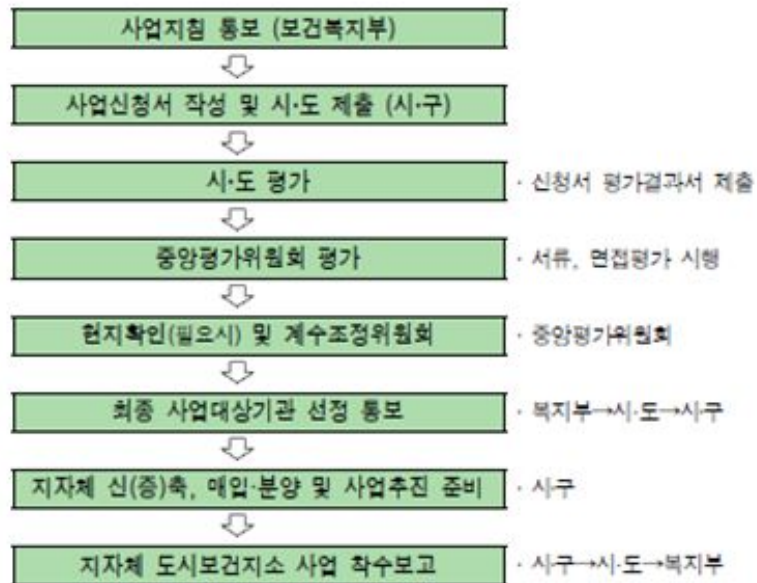 사업지침 통보 (보건복지부)
사업신청서 작성 및 시·도 제출 (시·구)
시·도 평가 · 신청서 평가결과서 제출
중앙평가위원회 평가 · 서류, 면접평가 시행
현지확인(필요시) 및 계수조정위원회 · 중앙평가위원회
최종 사업대상기관 선정 통보 · 복지부→시·도→시·구
지자체 신(증)축, 매입·분양 및 사업추진 준비 · 시·구
지자체 도시보건지소 사업 착수보고 · 시·구→시·도→복지부